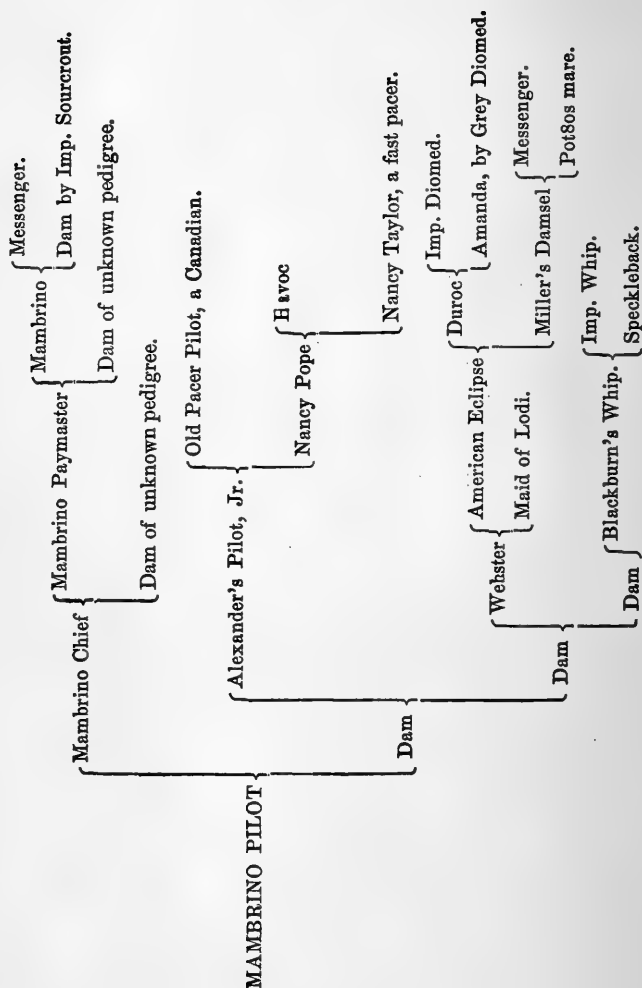 MAMBRINO PILOT
Mambrino Chief
Mambrino Paymaster
Mambrino
Messenger.
Dam by Imp. Sourcrout.
Dam of unknown pedigree.
Dam of unknown pedigree.
Dam
Alexander's Pilot, Jr.
Old Pacer Pilot, a Canadian.
Nancy Pope
Havoc
Nancy Taylor, a fast pacer.
Dam
Webster
American Eclipse
Duroc
Imp. Diomed.
Amanda, by Grey Diomed.
Miller's Damsel
Messenger.
Pot8os mare.
Maid of Lodi.
Dam
Blackburn's Whip.
Imp. Whip.
Speckleback.
Dam